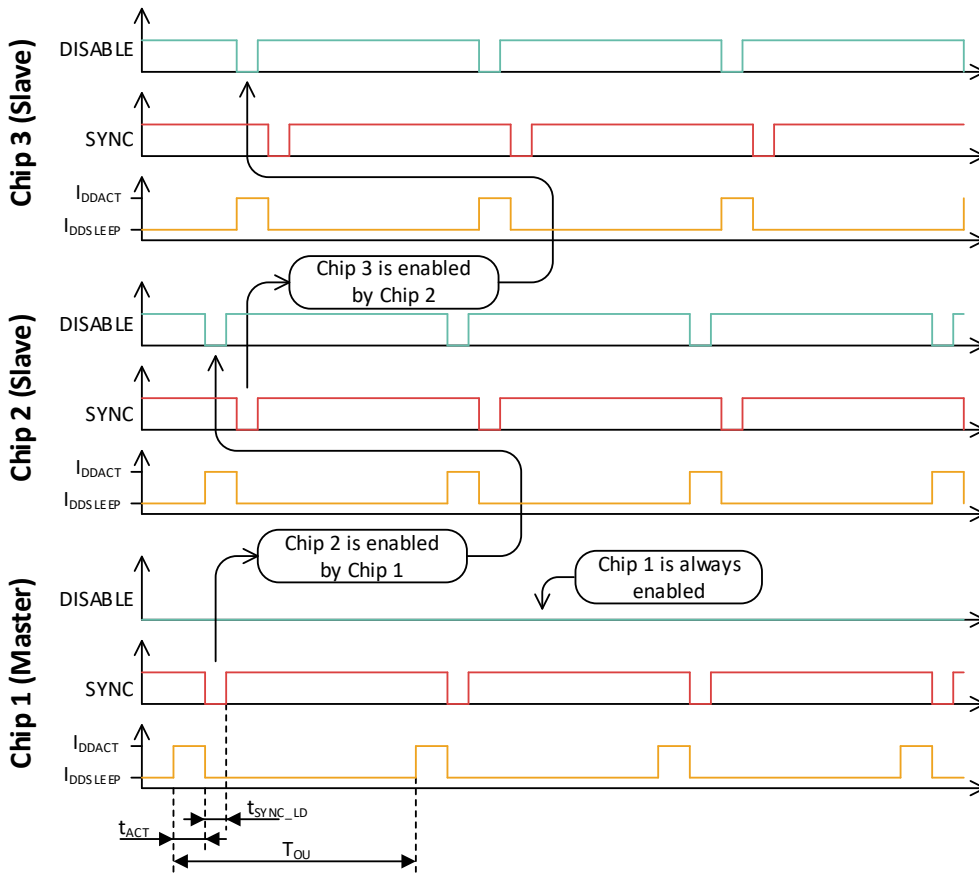 Chip 3 (Slave)
DISABLE
SYNC
IDDACT
IDDSLEEP
Chip 3 is enabled
by Chip 2
Chip 2 (Slave)
DISABLE
SYNC
IDDACT
IDDSLEEP
Chip 2 is enabled
by Chip 1
Chip 1 is always
enabled
Chip 1 (Master)
DISABLE
SYNC
IDDACT
IDDSLEEP
tSYNC_LD
tACT
TOU